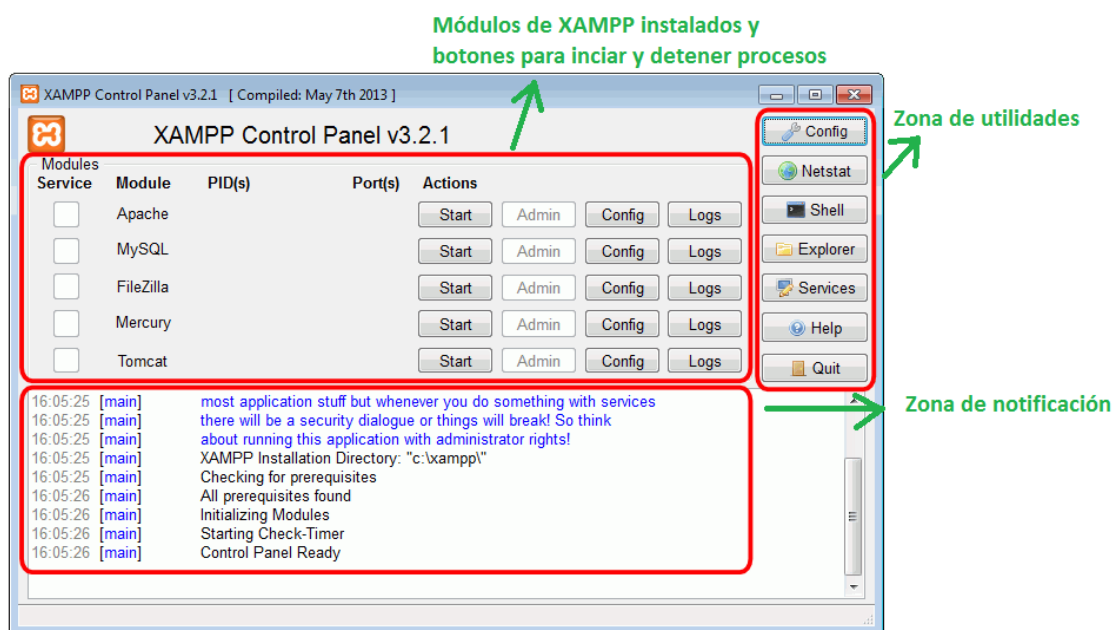 Módulos de XAMPP instalados y
botones para inciar y detener procesos
XAMPP Control Panel v3.2.1 [ Compiled: May 7th 2013 ]
XAMPP Control Panel v3.2.1
Zona de utilidades
Modules
Service Module PID(s) Port(s) Actions
Apache Start Admin Config Logs
MySQL Start Admin Config Logs
FileZilla Start Admin Config Logs
Mercury Start Admin Config Logs
Tomcat Start Admin Config Logs
Config
Netstat
Shell
Explorer
Services
Help
Quit
Zona de notificación
16:05:25 [main] most application stuff but whenever you do something with services
16:05:25 [main] there will be a security dialogue or things will break! So think
16:05:25 [main] about running this application with administrator rights!
16:05:25 [main] XAMPP Installation Directory: "c:\xampp\"
16:05:25 [main] Checking for prerequisites
16:05:26 [main] All prerequisites found
16:05:26 [main] Initializing Modules
16:05:26 [main] Starting Check-Timer
16:05:26 [main] Control Panel Ready